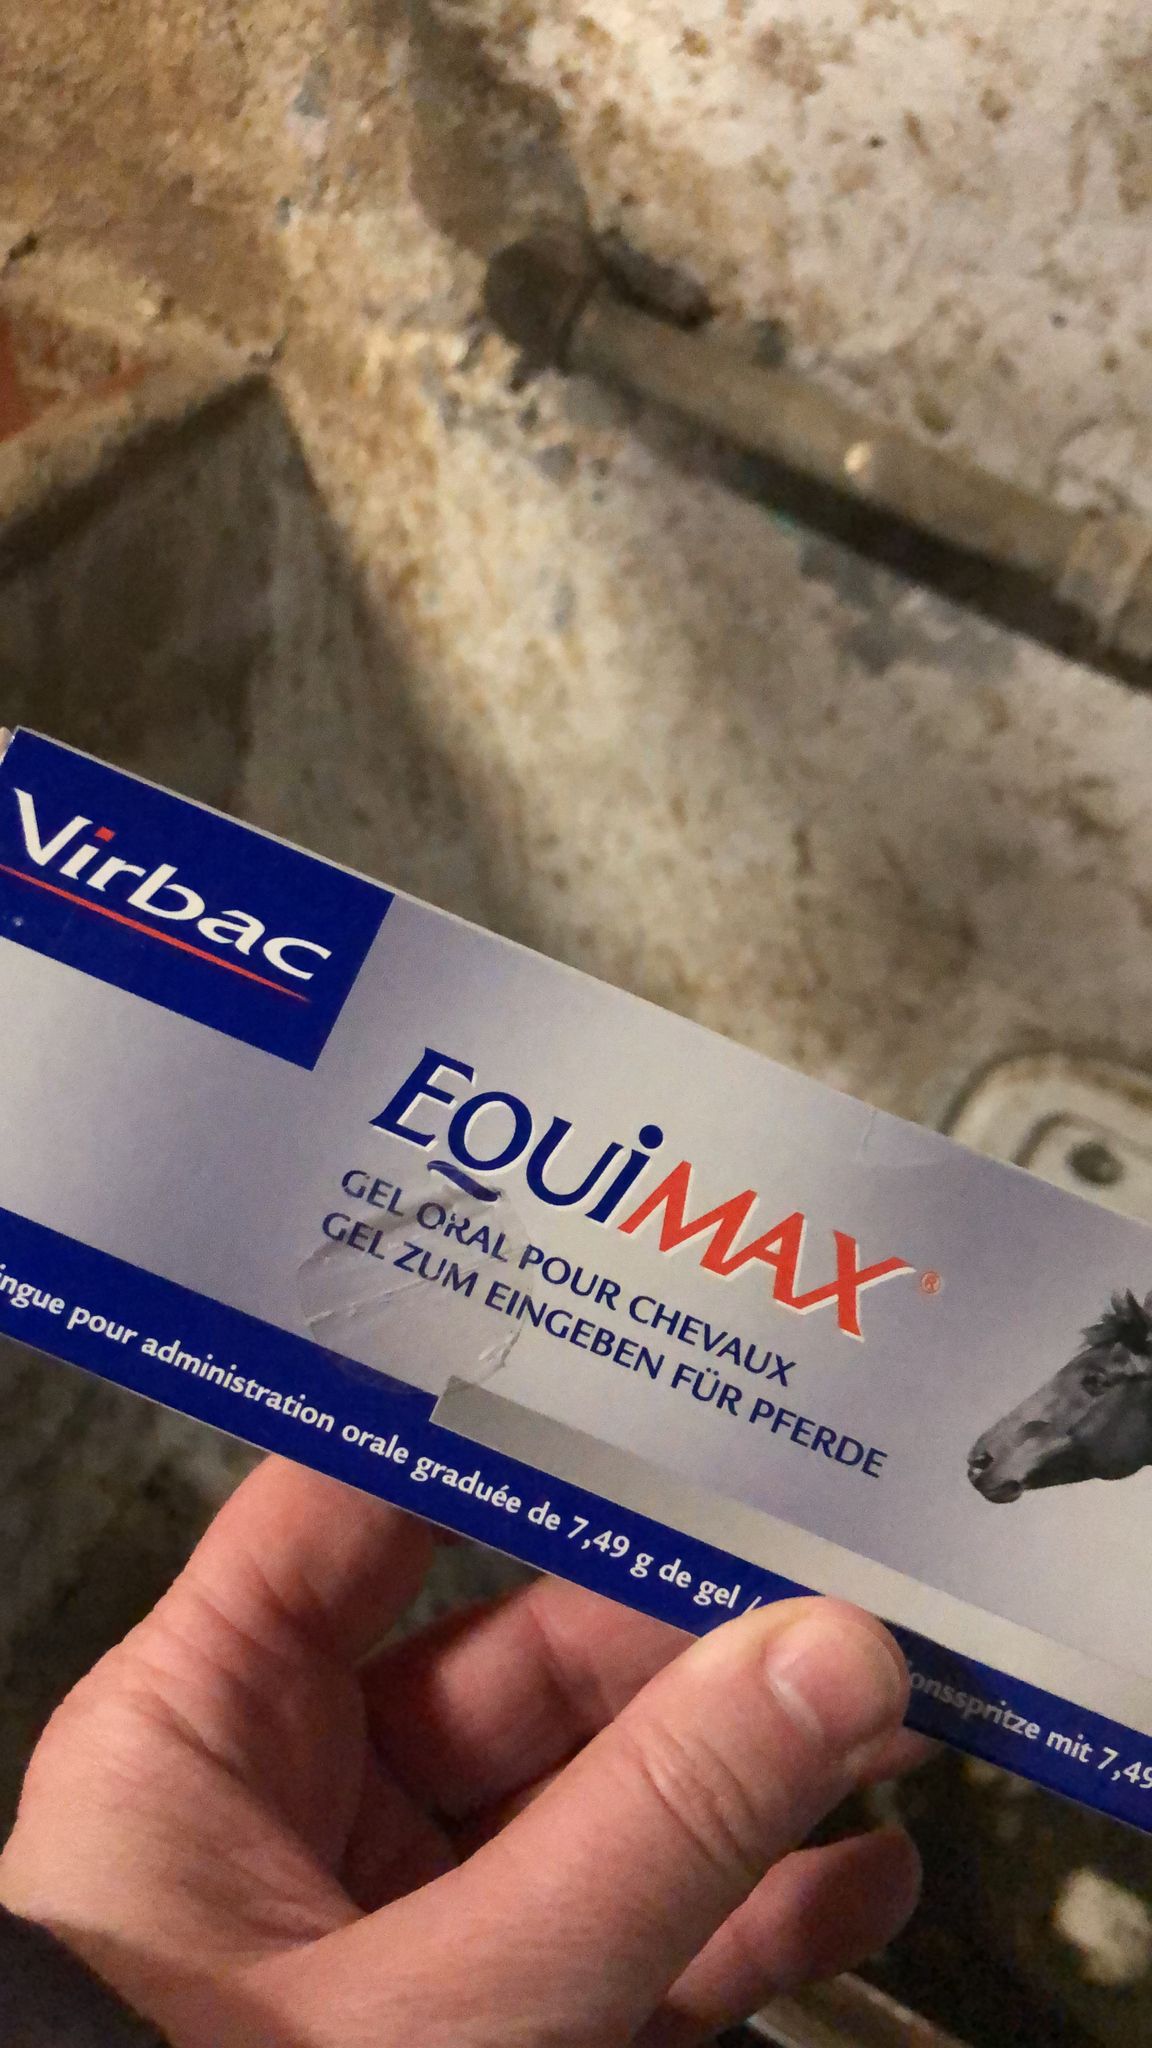 Virbac
EQUiMAX®
GEL ORAL POUR CHEVAUX
GEL ZUM EINGEBEN FÜR PFERDE
ingue pour administration orale graduée de 7,49 g de gel / onsspritze mit 7,49